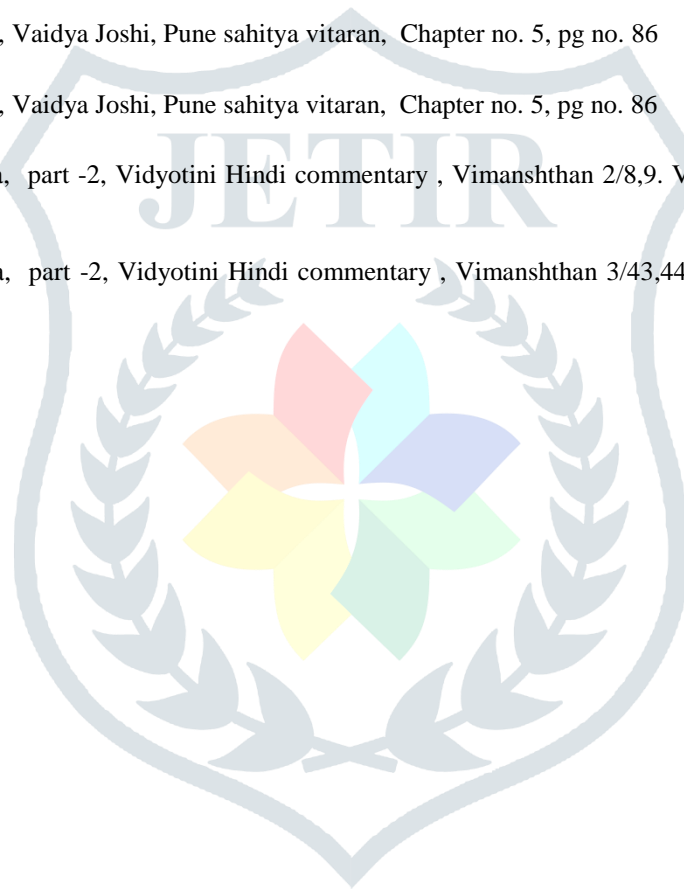 , Vaidya Joshi, Pune sahitya vitaran, Chapter no. 5, pg no. 86
, Vaidya Joshi, Pune sahitya vitaran, Chapter no. 5, pg no. 86
JETIR
a, part -2, Vidyotini Hindi commentary , Vimanshthan 2/8,9. V
a, part -2, Vidyotini Hindi commentary , Vimanshthan 3/43,44